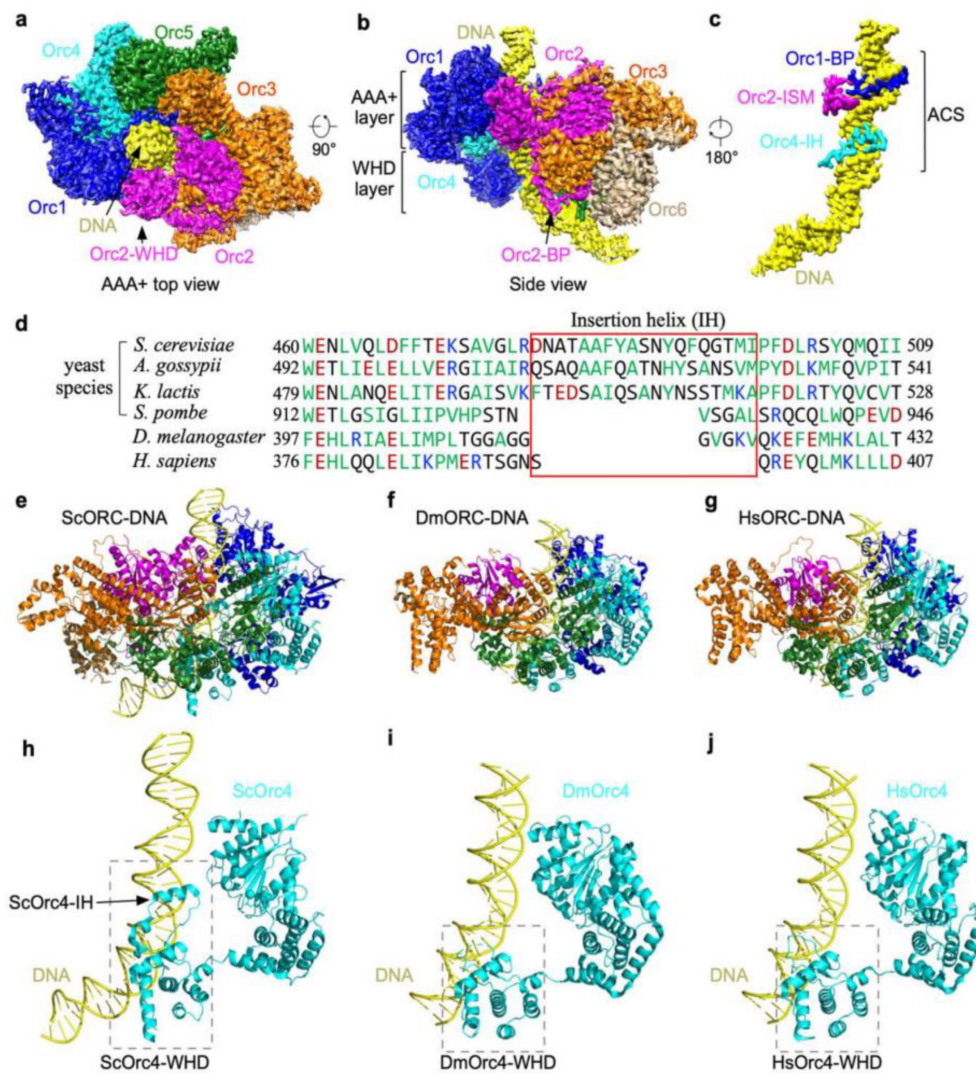 a
b
c
Orc4
Orc5
Orc3
Orc1
DNA
Orc2-WHD
Orc2
AAA+ top view
90°
DNA
Orc1
Orc2
Orc3
AAA+
layer
WHD
layer
Orc4
Orc6
Orc2-BP
Side view
180°
Orc1-BP
Orc2-ISM
ACS
Orc4-IH
DNA
d
Insertion helix (IH)
yeast
species
S. cerevisiae 460 WENLVQLDFFTEKSAVGLRDNATAAFYASNYQFQGTMIPFDLRSYQMQII 509
A. gossypii 492 WETLIELELLVERGIIAIRQSAQAAFQATNHYSANSVMPYDLKMFQVPIT 541
K. lactis 479 WENLANQELITERGAISVKFTEDSAIQSANYNSSTMKAPFDLRTYQVCVT 528
S. pombe 912 WETLGSIGLIIPVHPSTN VSGALSRQCQLWQPEVD 946
D. melanogaster 397 FEHLRIAELIMPLTGGAGG GVGKVQKEFEMHKLALT 432
H. sapiens 376 FEHLQQLELIKPMERTSGNS QREYQLMKLLLD 407
e
f
g
ScORC-DNA
DmORC-DNA
HsORC-DNA
h
i
j
ScOrc4
DmOrc4
HsOrc4
ScOrc4-IH
DNA
DNA
DNA
ScOrc4-WHD
DmOrc4-WHD
HsOrc4-WHD